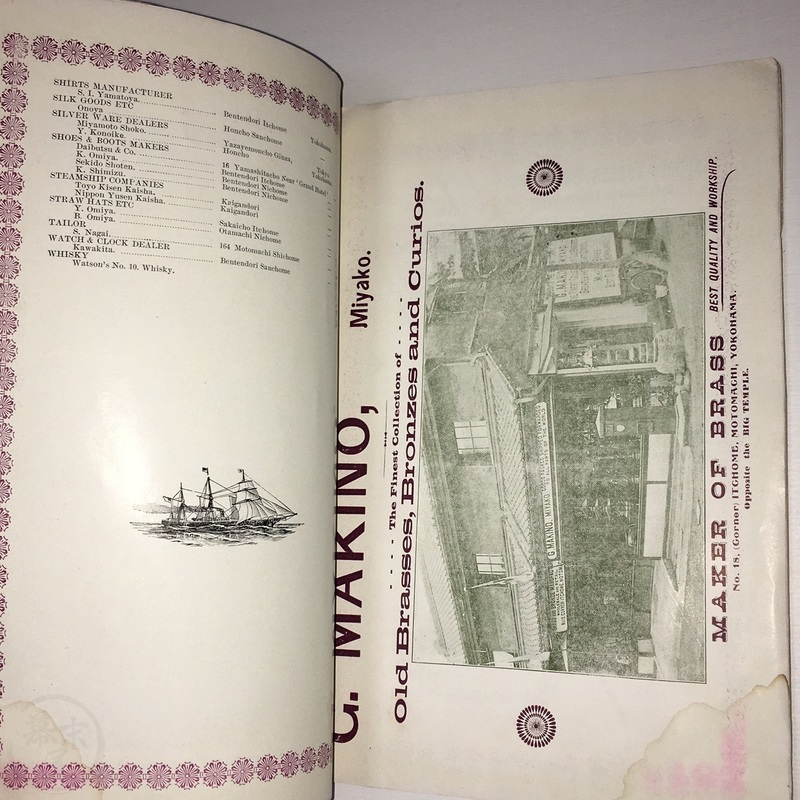 SHIRTS MANUFACTURER
S. I. Yamatoya. Bentendori Itchome Yokohama.
SILK GOODS ETC
Onoya Honcho Sanchome
SILVER WARE DEALERS
Miyamoto Shoko. Yazayemoncho Ginza, Tokyo
Y. Konoike. Honcho Yokohama.
SHOES & BOOTS MAKERS
Daibutsu & Co. 16 Yamashitacho Near "Grand Hotel"
K. Omiya. Bentendori Itchome
Sekido Shoten. Bentendori Nichome
K. Shimizu. Bentendori Nichome
STEAMSHIP COMPANIES
Toyo Kisen Kaisha. Kaigandori
Nippon Yusen Kaisha. Kaigandori
STRAW HATS ETC
Y. Omiya. Sakaicho Itchome
B. Omiya. Otamachi Nichome
TAILOR
S. Nagai. 164 Motomachi Shichome
WATCH & CLOCK DEALER
Kawakita. Bentendori Sanchome
WHISKY
Watson's No. 10. Whisky.
G. MAKINO, Miyako.
The Finest Collection of
Old Brasses, Bronzes and Curios.
G. MAKINO, MIYAKO
MAKER OF BRASS BEST QUALITY AND WORKSHIP.
No. 18, (Gornor) ITCHOME, MOTOMACHI, YOKOHAMA.
Opposite the BIG TEMPLE.